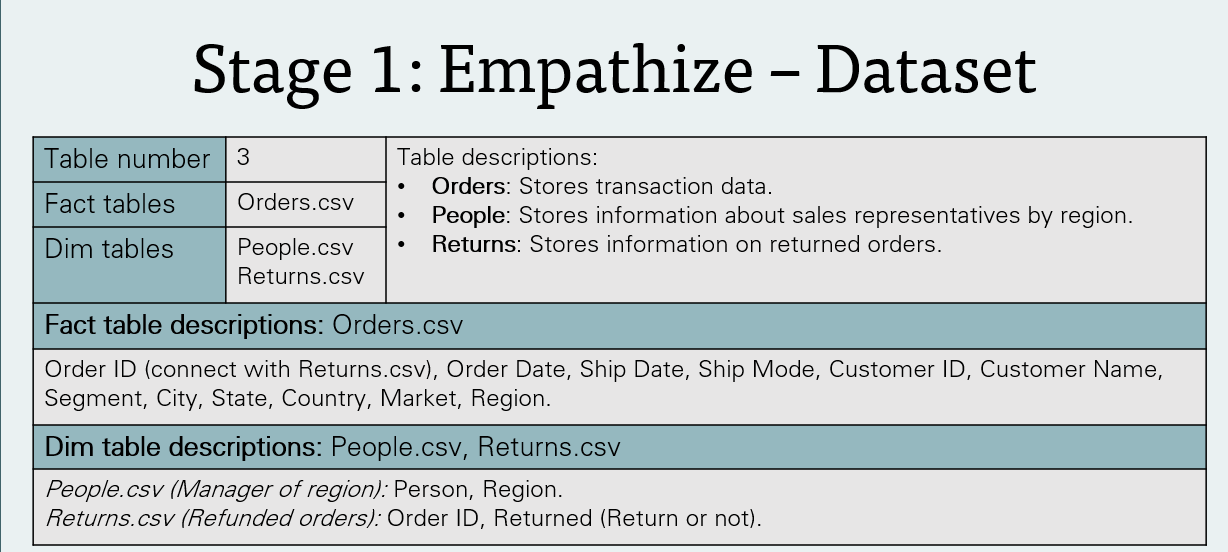 Stage 1: Empathize – Dataset
Table number
3
Fact tables
Orders.csv
Dim tables
People.csv
Returns.csv
Table descriptions:
• Orders: Stores transaction data.
• People: Stores information about sales representatives by region.
• Returns: Stores information on returned orders.
Fact table descriptions: Orders.csv
Order ID (connect with Returns.csv), Order Date, Ship Date, Ship Mode, Customer ID, Customer Name,
Segment, City, State, Country, Market, Region.
Dim table descriptions: People.csv, Returns.csv
People.csv (Manager of region): Person, Region.
Returns.csv (Refunded orders): Order ID, Returned (Return or not).